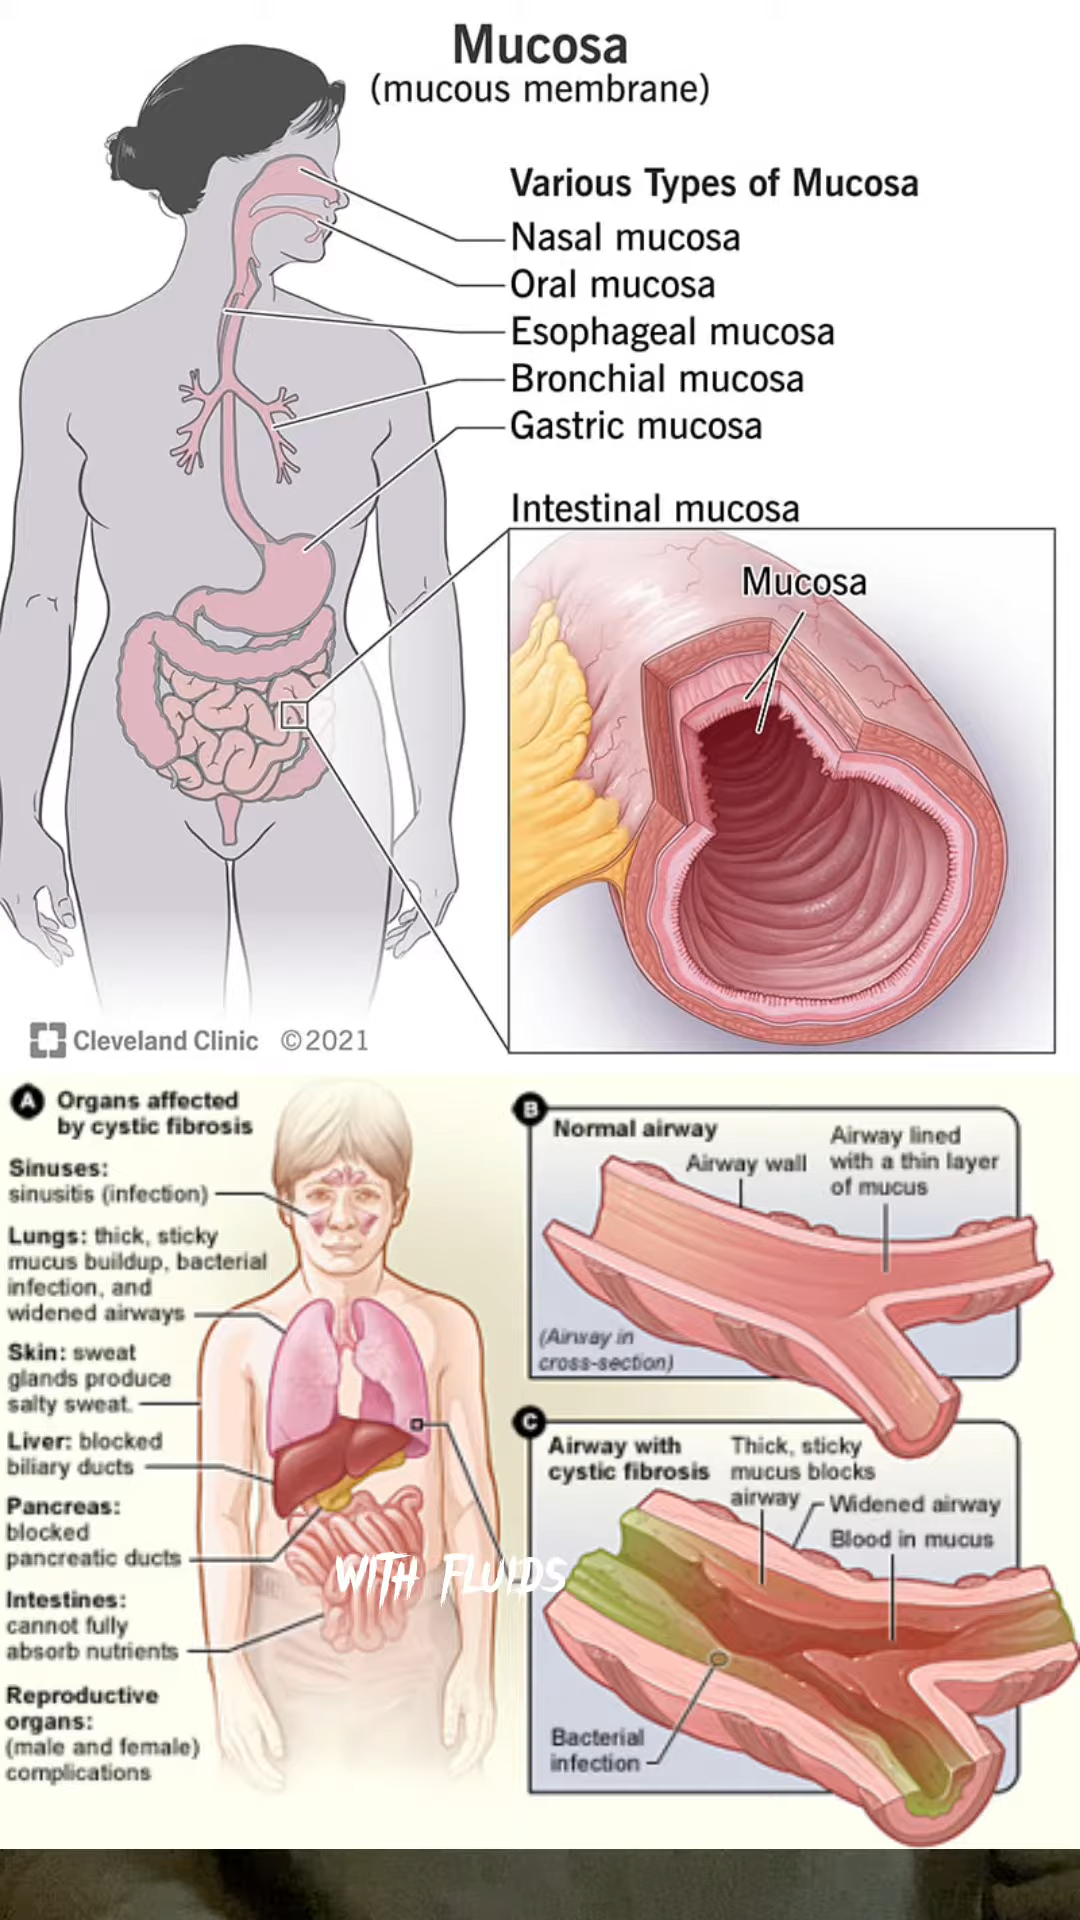 Mucosa
(mucous membrane)
Various Types of Mucosa
Nasal mucosa
Oral mucosa
Esophageal mucosa
Bronchial mucosa
Gastric mucosa
Intestinal mucosa
Mucosa
Cleveland Clinic ©2021
A Organs affected
by cystic fibrosis
Sinuses:
sinusitis (infection)
Lungs: thick, sticky
mucus buildup, bacterial
infection, and
widened airways
Skin: sweat
glands produce
salty sweat.
Liver: blocked
biliary ducts
Pancreas:
blocked
pancreatic ducts
Intestines:
cannot fully
absorb nutrients
Reproductive
organs:
(male and female)
complications
WITH FLUIDS
B
Normal airway
Airway wall
Airway lined
with a thin layer
of mucus
(Airway in
cross-section)
C
Airway with
cystic fibrosis
Thick, sticky
mucus blocks
airway
Widened airway
Blood in mucus
Bacterial
infection